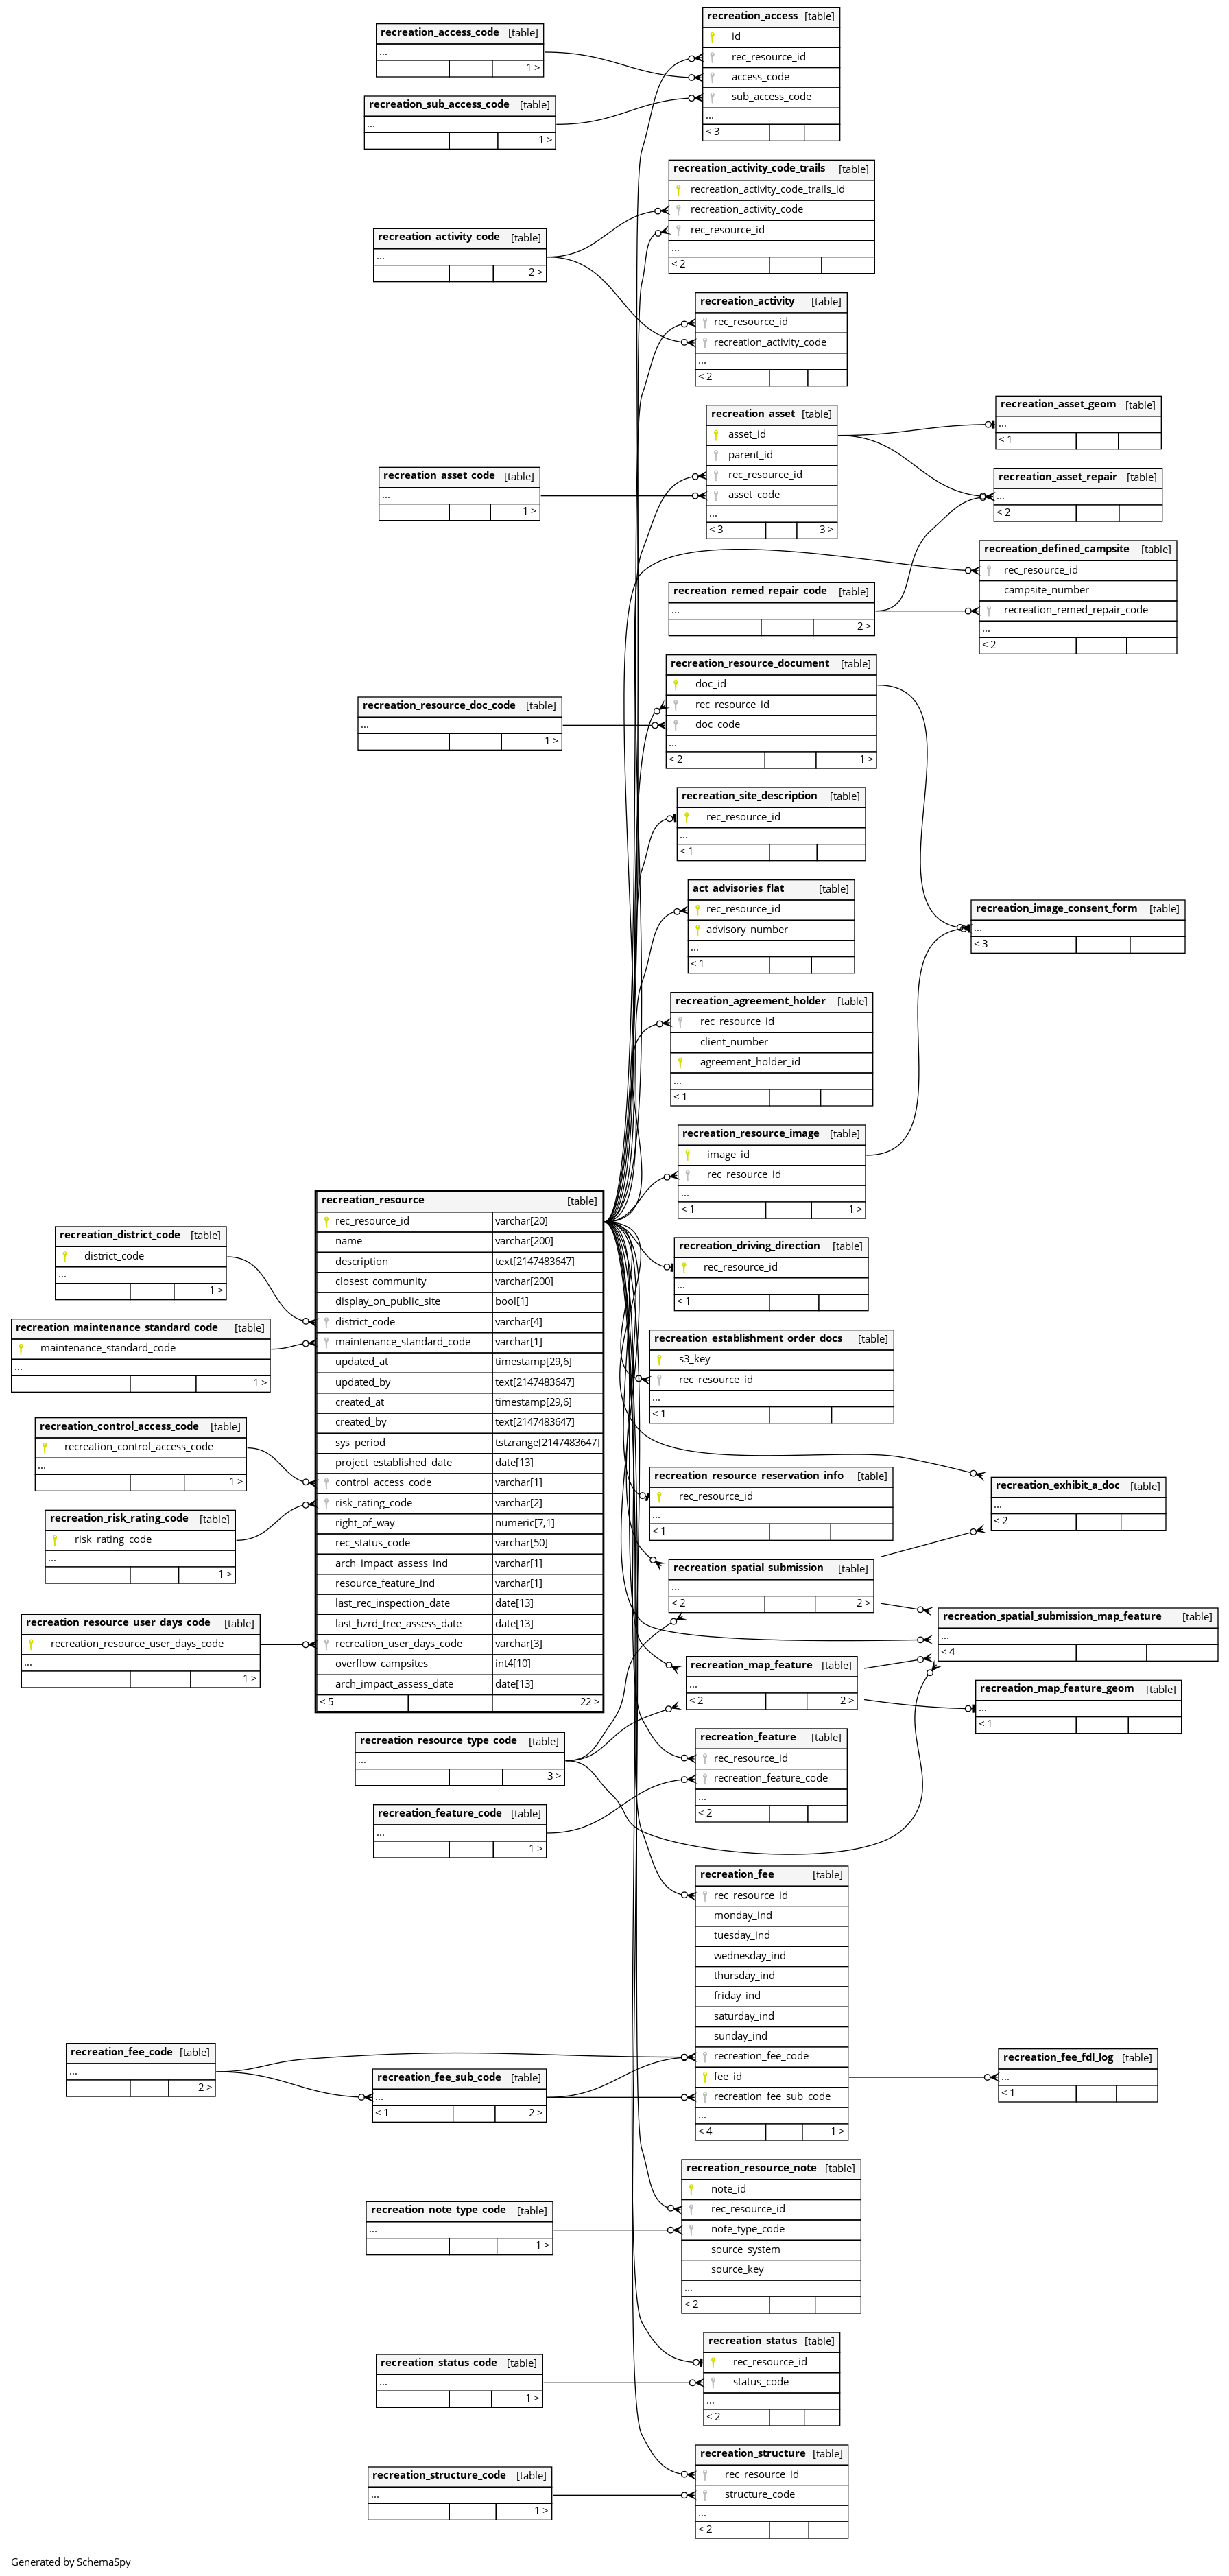 recreation_access [table]
id
rec_resource_id
access_code
sub_access_code
...
< 3
recreation_access_code [table]
...
1 >
recreation_sub_access_code [table]
...
1 >
recreation_activity_code_trails [table]
recreation_activity_code_trails_id
recreation_activity_code
rec_resource_id
...
< 2
recreation_activity_code [table]
...
2 >
recreation_activity [table]
rec_resource_id
recreation_activity_code
...
< 2
recreation_asset [table]
asset_id
parent_id
rec_resource_id
asset_code
...
< 3 3 >
recreation_asset_geom [table]
...
< 1
recreation_asset_code [table]
...
1 >
recreation_asset_repair [table]
...
< 2
recreation_defined_campsite [table]
rec_resource_id
campsite_number
recreation_remed_repair_code
...
< 2
recreation_remed_repair_code [table]
...
2 >
recreation_resource_document [table]
doc_id
rec_resource_id
doc_code
...
< 2 1 >
recreation_resource_doc_code [table]
...
1 >
recreation_site_description [table]
rec_resource_id
...
< 1
act_advisories_flat [table]
rec_resource_id
advisory_number
...
< 1
recreation_image_consent_form [table]
...
< 3
recreation_agreement_holder [table]
rec_resource_id
client_number
agreement_holder_id
...
< 1
recreation_resource_image [table]
image_id
rec_resource_id
...
< 1 1 >
recreation_resource [table]
rec_resource_id varchar[20]
name varchar[200]
description text[2147483647]
closest_community varchar[200]
display_on_public_site bool[1]
district_code varchar[4]
maintenance_standard_code varchar[1]
updated_at timestamp[29,6]
updated_by text[2147483647]
created_at timestamp[29,6]
created_by text[2147483647]
sys_period tstzrange[2147483647]
project_established_date date[13]
control_access_code varchar[1]
risk_rating_code varchar[2]
right_of_way numeric[7,1]
rec_status_code varchar[50]
arch_impact_assess_ind varchar[1]
resource_feature_ind varchar[1]
last_rec_inspection_date date[13]
last_hzrd_tree_assess_date date[13]
recreation_user_days_code varchar[3]
overflow_campsites int4[10]
arch_impact_assess_date date[13]
< 5 22 >
recreation_district_code [table]
district_code
...
1 >
recreation_maintenance_standard_code [table]
maintenance_standard_code
...
1 >
recreation_control_access_code [table]
recreation_control_access_code
...
1 >
recreation_risk_rating_code [table]
risk_rating_code
...
1 >
recreation_resource_user_days_code [table]
recreation_resource_user_days_code
...
1 >
recreation_driving_direction [table]
rec_resource_id
...
< 1
recreation_establishment_order_docs [table]
s3_key
rec_resource_id
...
< 1
recreation_resource_reservation_info [table]
rec_resource_id
...
< 1
recreation_exhibit_a_doc [table]
...
< 2
recreation_spatial_submission [table]
...
< 2 2 >
recreation_spatial_submission_map_feature [table]
...
< 4
recreation_map_feature [table]
...
< 2 2 >
recreation_map_feature_geom [table]
...
< 1
recreation_resource_type_code [table]
...
3 >
recreation_feature [table]
rec_resource_id
recreation_feature_code
...
< 2
recreation_feature_code [table]
...
1 >
recreation_fee [table]
rec_resource_id
monday_ind
tuesday_ind
wednesday_ind
thursday_ind
friday_ind
saturday_ind
sunday_ind
recreation_fee_code
fee_id
recreation_fee_sub_code
...
< 4 1 >
recreation_fee_code [table]
...
2 >
recreation_fee_sub_code [table]
...
< 1 2 >
recreation_fee_fdl_log [table]
...
< 1
recreation_resource_note [table]
note_id
rec_resource_id
note_type_code
source_system
source_key
...
< 2
recreation_note_type_code [table]
...
1 >
recreation_status [table]
rec_resource_id
status_code
...
< 2
recreation_status_code [table]
...
1 >
recreation_structure [table]
rec_resource_id
structure_code
...
< 2
recreation_structure_code [table]
...
1 >
Generated by SchemaSpy